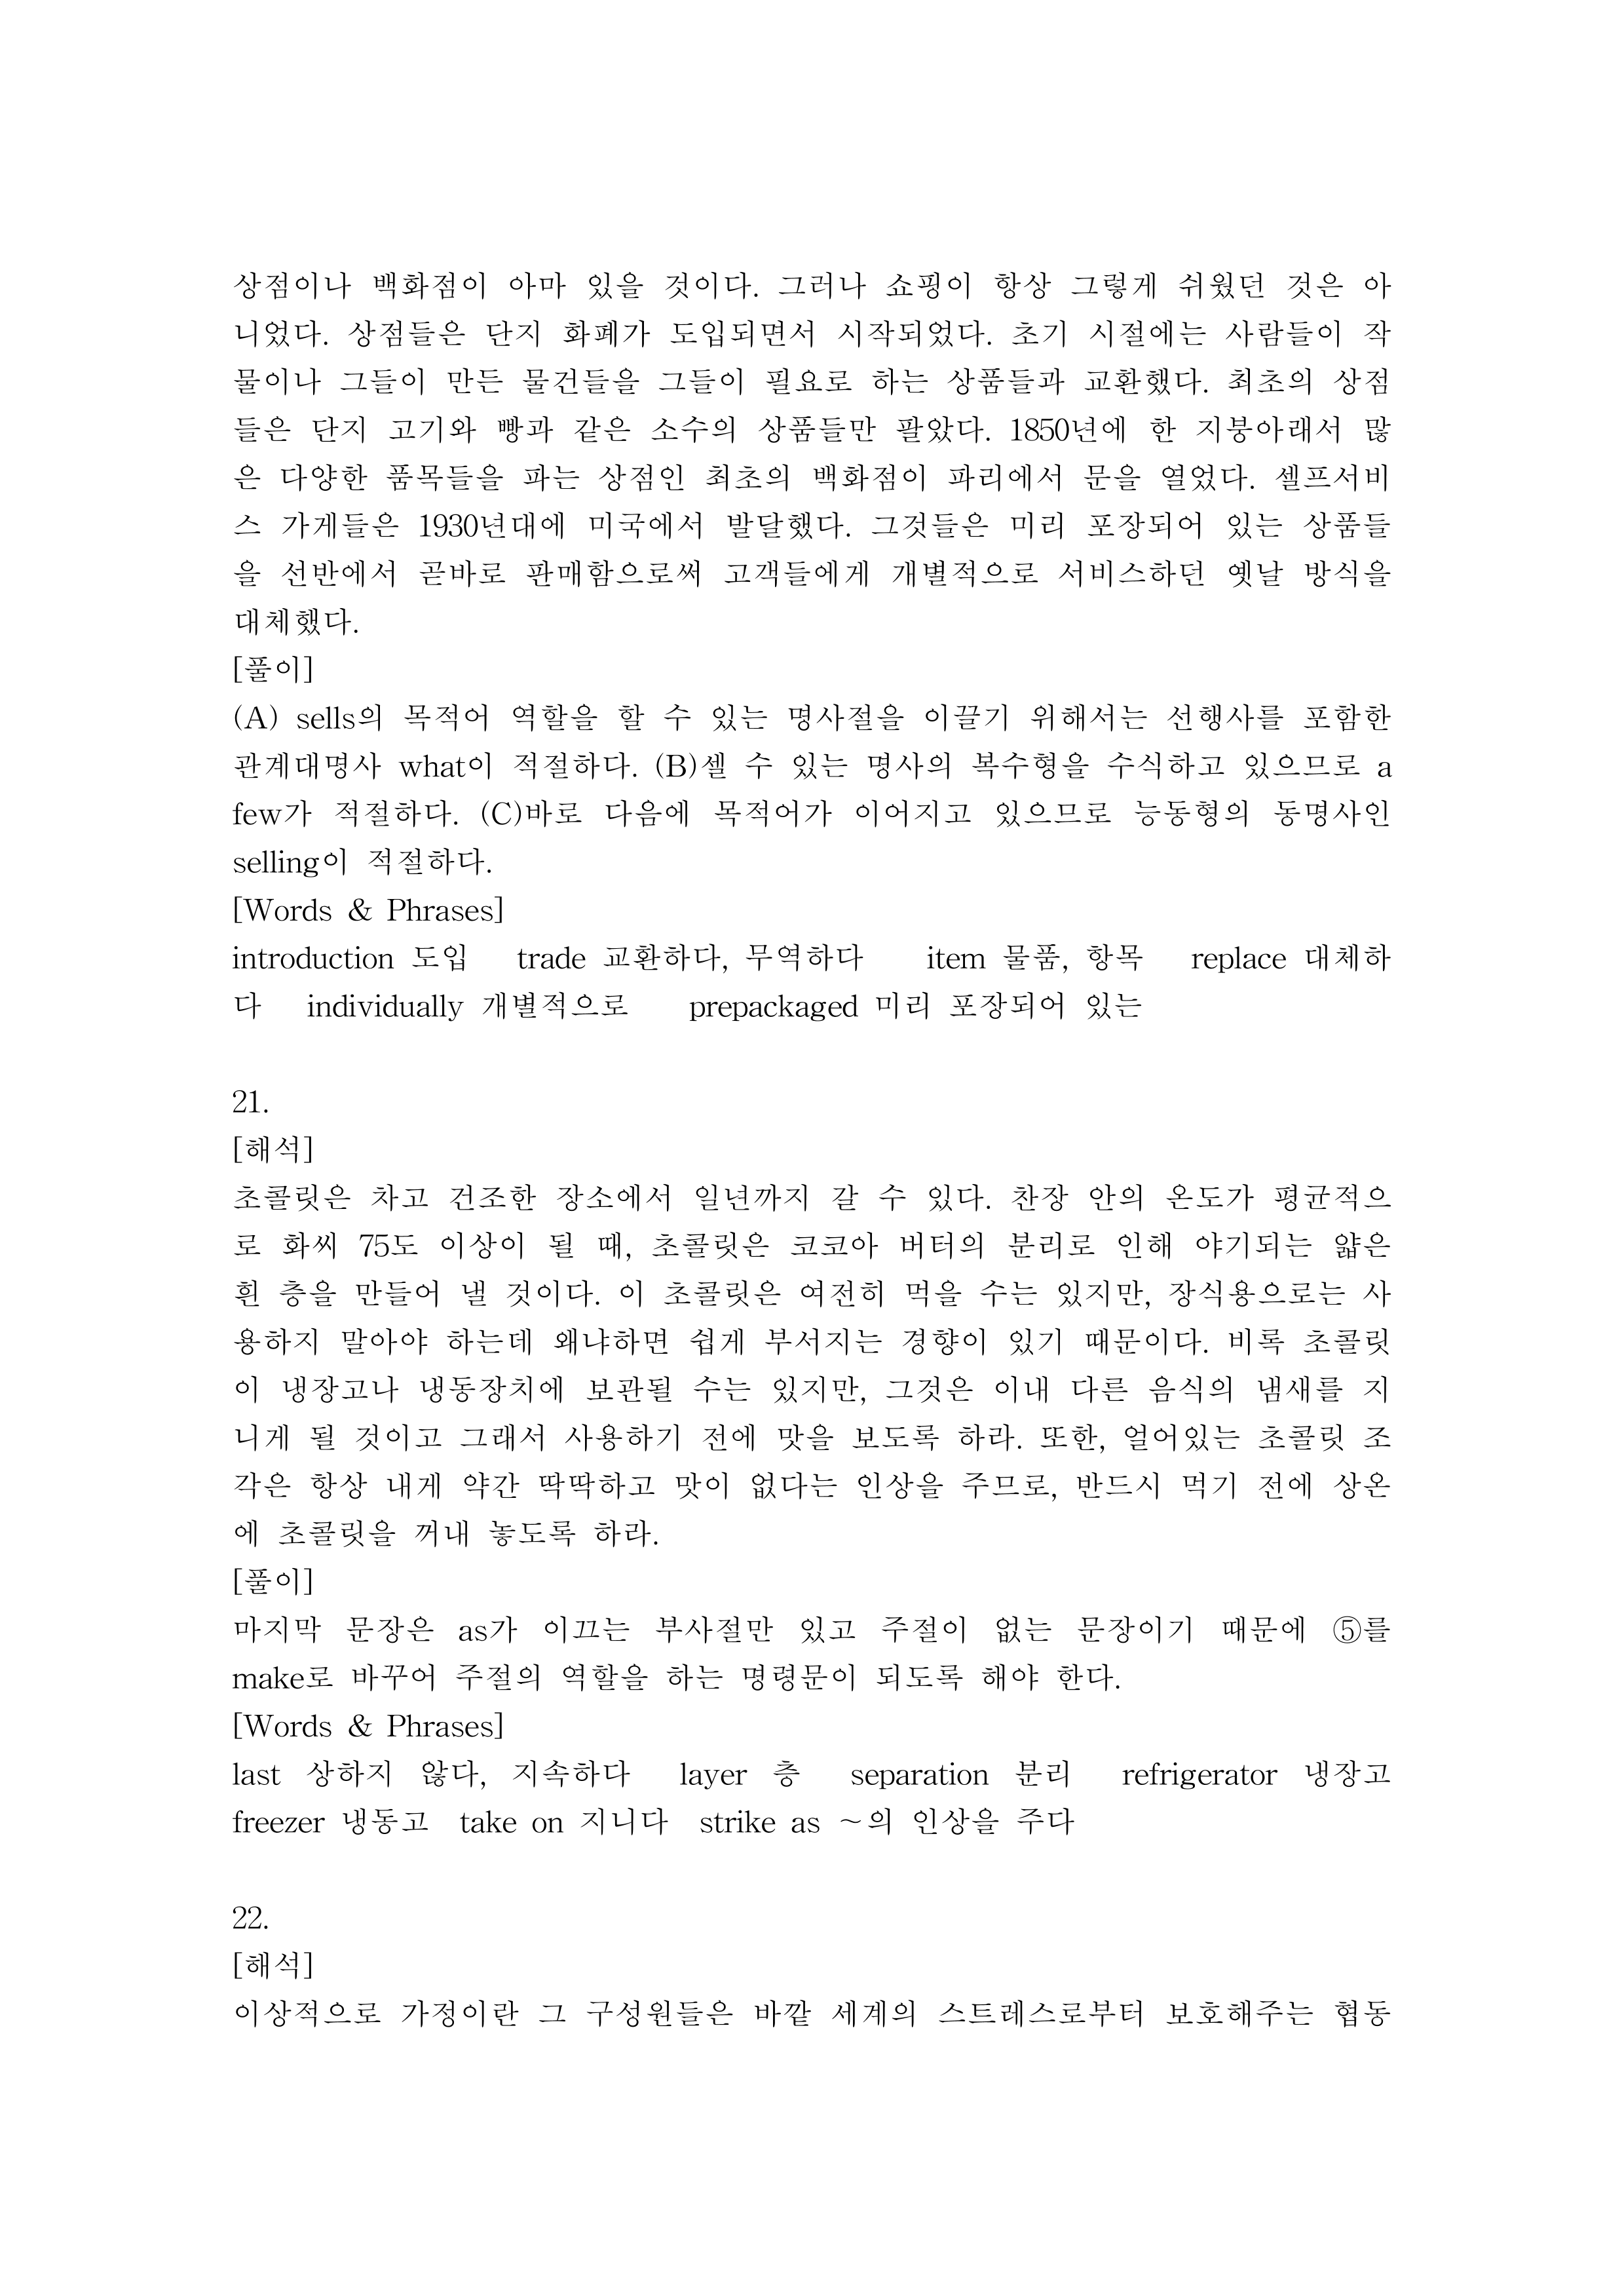 상점이나 백화점이 아마 있을 것이다. 그러나 쇼핑이 항상 그렇게 쉬웠던 것은 아
니었다. 상점들은 단지 화폐가 도입되면서 시작되었다. 초기 시절에는 사람들이 작
물이나 그들이 만든 물건들을 그들이 필요로 하는 상품들과 교환했다. 최초의 상점
들은 단지 고기와 빵과 같은 소수의 상품들만 팔았다. 1850년에 한 지붕아래서 많
은 다양한 품목들을 파는 상점인 최초의 백화점이 파리에서 문을 열었다. 셀프서비
스 가게들은 1930년대에 미국에서 발달했다. 그것들은 미리 포장되어 있는 상품들
을 선반에서 곧바로 판매함으로써 고객들에게 개별적으로 서비스하던 옛날 방식을
대체했다.
[풀이]
(A) sells의 목적어 역할을 할 수 있는 명사절을 이끌기 위해서는 선행사를 포함한
관계대명사 what이 적절하다. (B)셀 수 있는 명사의 복수형을 수식하고 있으므로 a
few가 적절하다. (C)바로 다음에 목적어가 이어지고 있으므로 능동형의 동명사인
selling이 적절하다.
[Words & Phrases]
introduction 도입 trade 교환하다, 무역하다 item 물품, 항목 replace 대체하
다 individually 개별적으로 prepackaged 미리 포장되어 있는
21.
[해석]
초콜릿은 차고 건조한 장소에서 일년까지 갈 수 있다. 찬장 안의 온도가 평균적으
로 화씨 75도 이상이 될 때, 초콜릿은 코코아 버터의 분리로 인해 야기되는 얇은
흰 층을 만들어 낼 것이다. 이 초콜릿은 여전히 먹을 수는 있지만, 장식용으로는 사
용하지 말아야 하는데 왜냐하면 쉽게 부서지는 경향이 있기 때문이다. 비록 초콜릿
이 냉장고나 냉동장치에 보관될 수는 있지만, 그것은 이내 다른 음식의 냄새를 지
니게 될 것이고 그래서 사용하기 전에 맛을 보도록 하라. 또한, 얼어있는 초콜릿 조
각은 항상 내게 약간 딱딱하고 맛이 없다는 인상을 주므로, 반드시 먹기 전에 상온
에 초콜릿을 꺼내 놓도록 하라.
[풀이]
마지막 문장은 as가 이끄는 부사절만 있고 주절이 없는 문장이기 때문에 ⑤를
make로 바꾸어 주절의 역할을 하는 명령문이 되도록 해야 한다.
[Words & Phrases]
last 상하지 않다, 지속하다 layer 층 separation 분리 refrigerator 냉장고
freezer 냉동고 take on 지니다 strike as ~의 인상을 주다
22.
[해석]
이상적으로 가정이란 그 구성원들은 바깥 세계의 스트레스로부터 보호해주는 협동